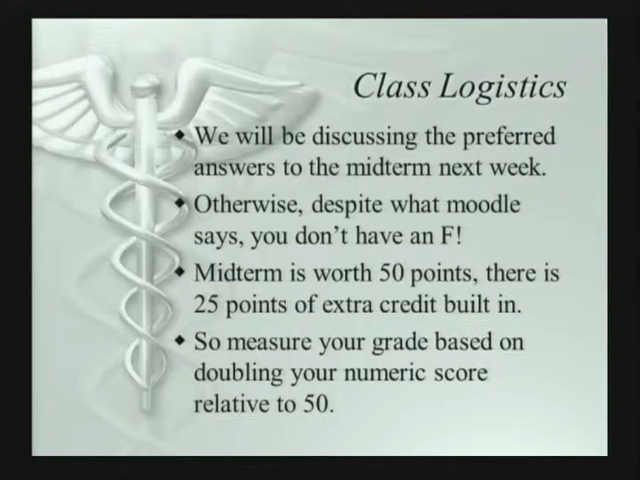 Class Logistics
We will be discussing the preferred
answers to the midterm next week.
Otherwise, despite what moodle
says, you don't have an F!
Midterm is worth 50 points, there is
25 points of extra credit built in.
So measure your grade based on
doubling your numeric score
relative to 50.